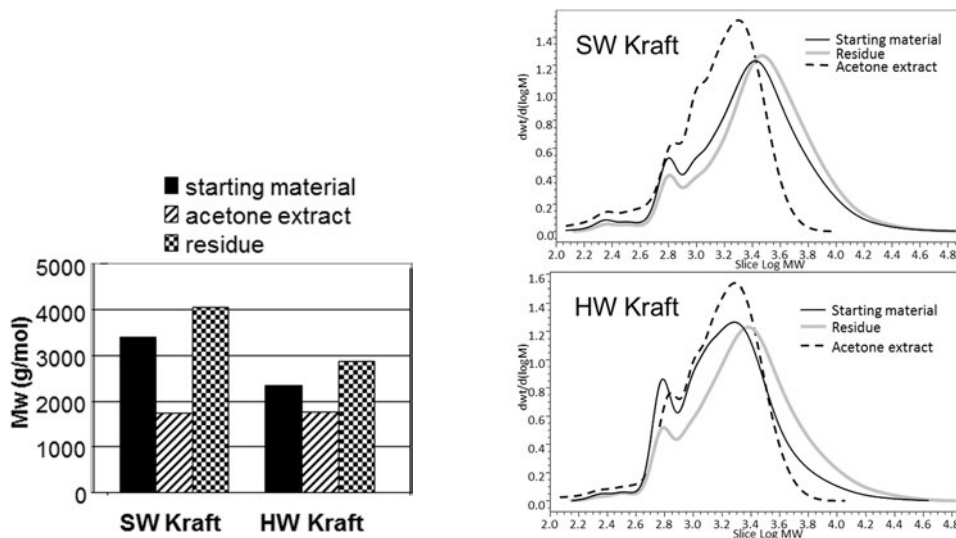 starting material
acetone extract
residue
5000
4000
3000
2000
1000
0
Mw (g/mol)
SW Kraft HW Kraft
SW Kraft
Starting material
Residue
Acetone extract
dwt/d(logM)
1.4
1.2
1.0
0.8
0.6
0.4
0.2
0.0
2.0 2.2 2.4 2.6 2.8 3.0 3.2 3.4 3.6 3.8 4.0 4.2 4.4 4.6 4.8
Slice Log MW
HW Kraft
Starting material
Residue
Acetone extract
dwt/d(logM)
1.6
1.4
1.2
1.0
0.8
0.6
0.4
0.2
0.0
2.0 2.2 2.4 2.6 2.8 3.0 3.2 3.4 3.6 3.8 4.0 4.2 4.4 4.6 4.8
Slice Log MW